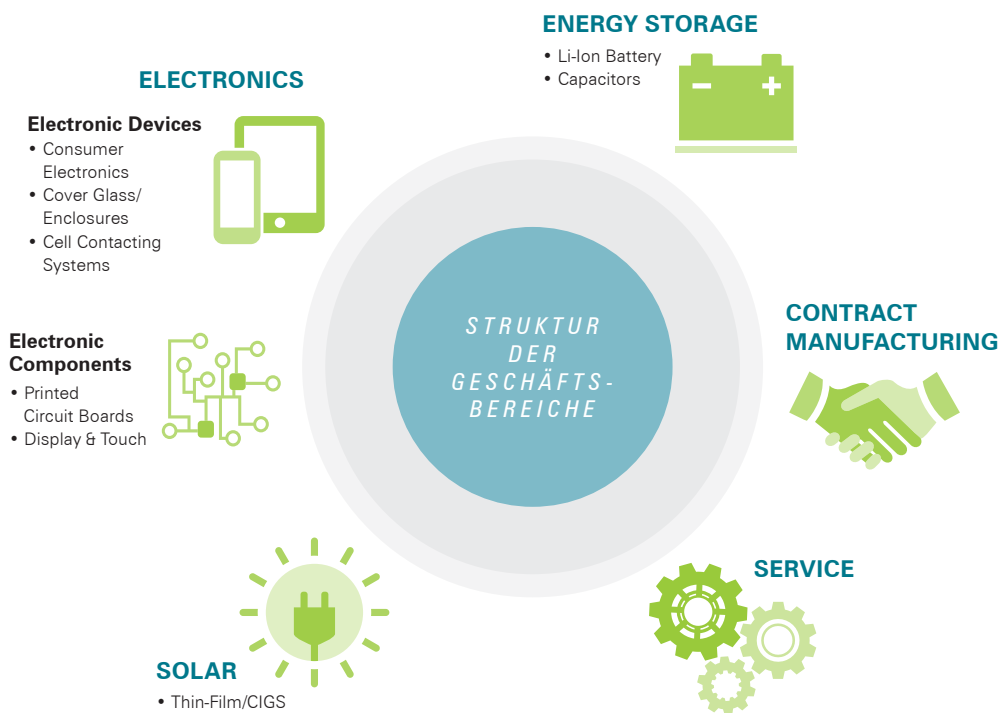 ENERGY STORAGE
• Li-Ion Battery
• Capacitors
ELECTRONICS
Electronic Devices
• Consumer
Electronics
• Cover Glass/
Enclosures
• Cell Contacting
Systems
Electronic
Components
• Printed
Circuit Boards
• Display & Touch
STRUKTUR
DER
GESCHÄFTS-
BEREICHE
CONTRACT
MANUFACTURING
SERVICE
SOLAR
• Thin-Film/CIGS